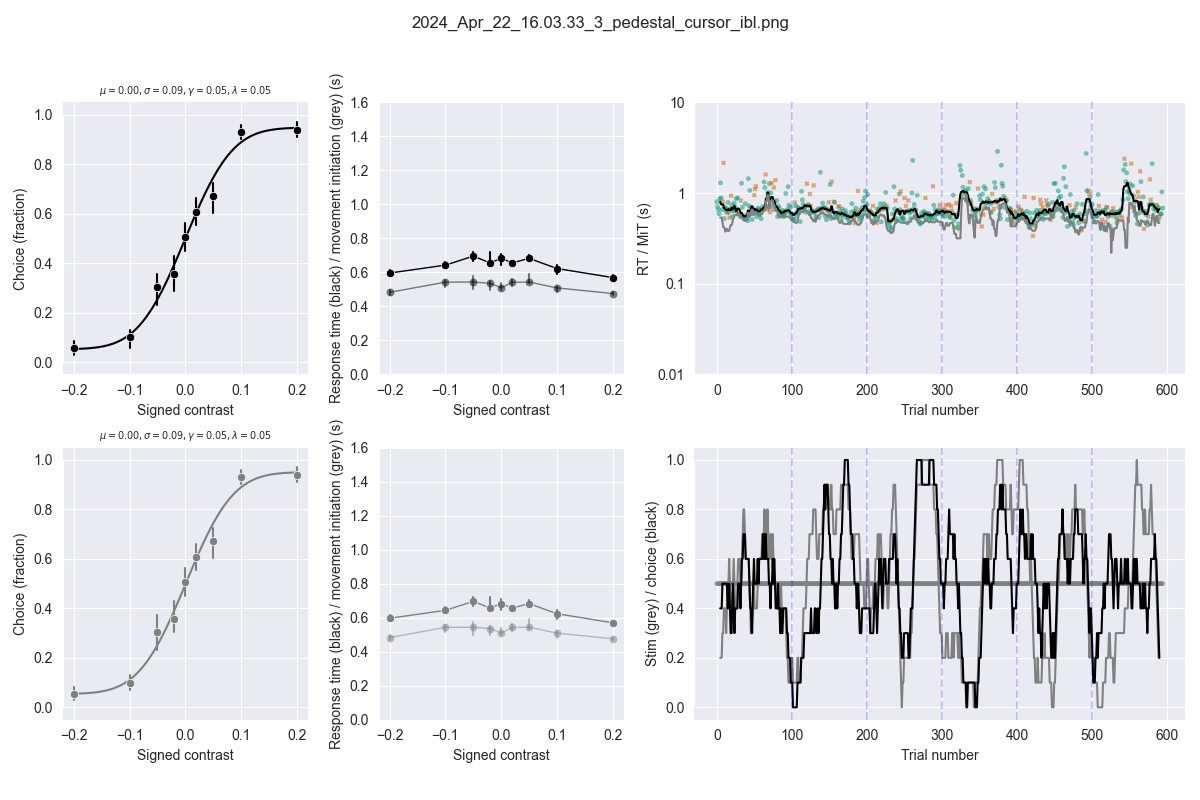 2024_Apr_22_16.03.33_3_pedestal_cursor_ibl.png
μ = 0.00, σ = 0.09, γ = 0.05, λ = 0.05
Choice (fraction)
1.0
0.8
0.6
0.4
0.2
0.0
−0.2 −0.1 0.0 0.1 0.2
Signed contrast
Response time (black) / movement initiation (grey) (s)
1.6
1.4
1.2
1.0
0.8
0.6
0.4
0.2
0.0
−0.2 −0.1 0.0 0.1 0.2
Signed contrast
RT / MiT (s)
10
1
0.1
0.01
0 100 200 300 400 500 600
Trial number
μ = 0.00, σ = 0.09, γ = 0.05, λ = 0.05
Choice (fraction)
1.0
0.8
0.6
0.4
0.2
0.0
−0.2 −0.1 0.0 0.1 0.2
Signed contrast
Response time (black) / movement initiation (grey) (s)
1.6
1.4
1.2
1.0
0.8
0.6
0.4
0.2
0.0
−0.2 −0.1 0.0 0.1 0.2
Signed contrast
Stim (grey) / choice (black)
1.0
0.8
0.6
0.4
0.2
0.0
0 100 200 300 400 500 600
Trial number